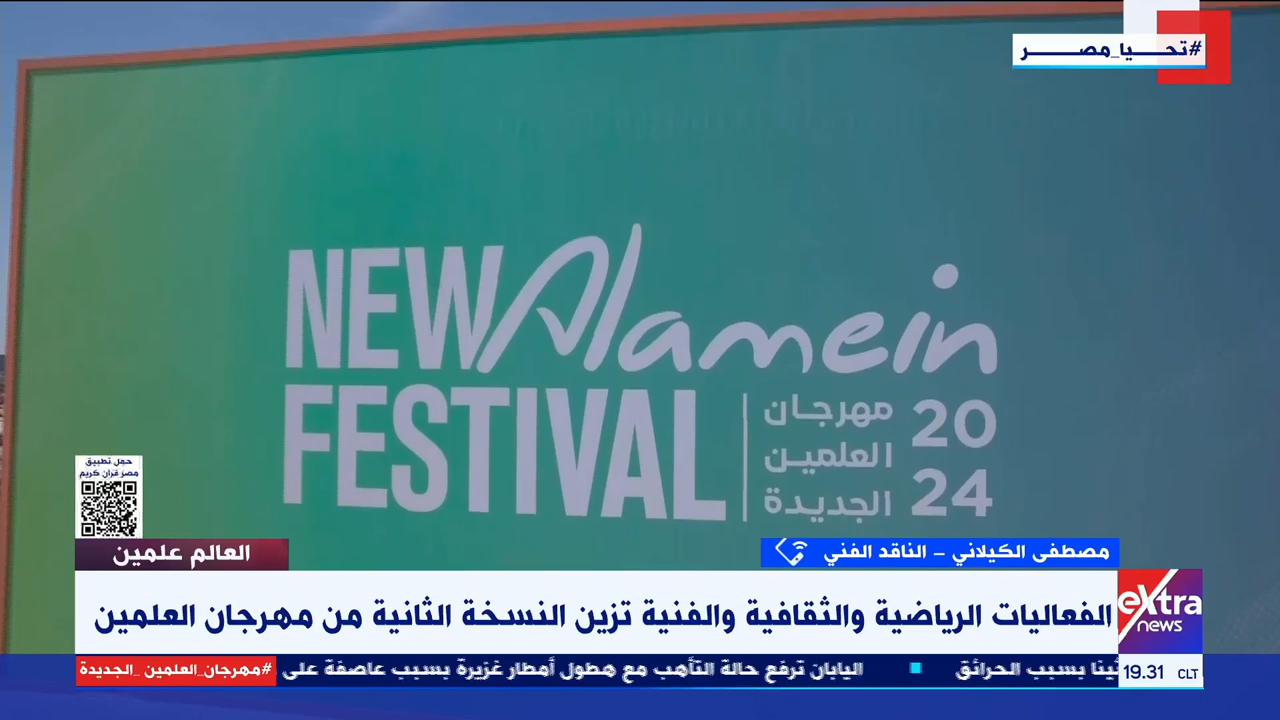 #تحيا_مصر
NEW Alamein
FESTIVAL
مهرجان
العلمين
الجديدة
20
24
حمل تطبيق
مصر قرآن كريم
العالم علمين
مصطفى الكيلاني - الناقد الفني
الفعاليات الرياضية والثقافية والفنية تزين النسخة الثانية من مهرجان العلمين
eXtra
news
بسبب الحرائق
اليابان ترفع حالة التأهب مع هطول أمطار غزيرة بسبب عاصفة على
#مهرجان_العلمين _الجديدة
19.31 CLT